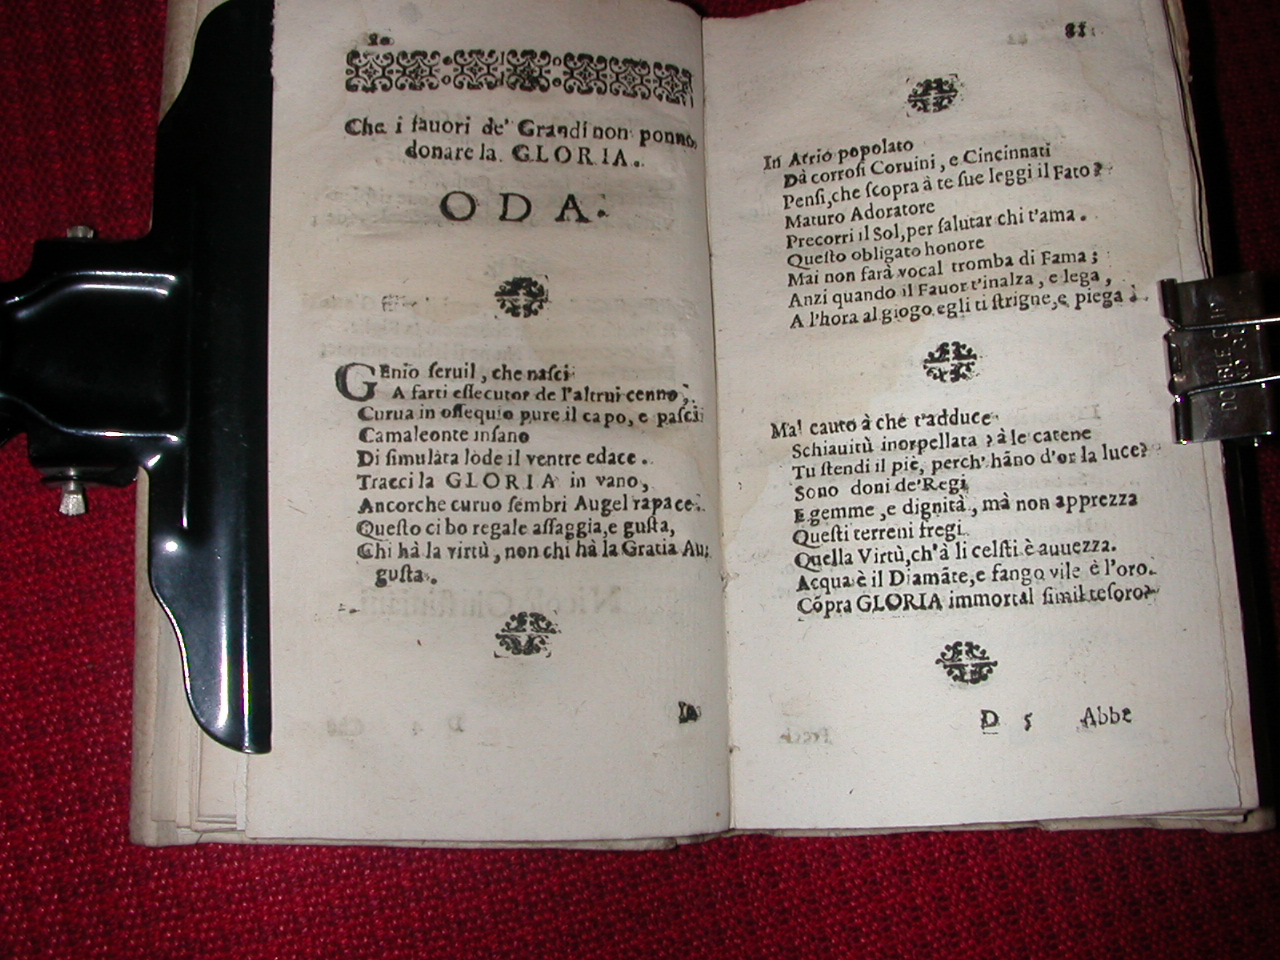 80
Che i fauori de' Grandi non ponno
donare la GLORIA.
ODA.
GEnio seruil, che nasci
A farti essecutor de l'altrui cenno;
Curua in ossequio pure il capo, e pasci
Camaleonte insano
Di simulata lode il ventre edace.
Tracci la GLORIA in vano,
Ancorche curuo sembri Augel rapace.
Questo cibo regale assaggia, e gusta,
Chi hà la virtù, non chi hà la Gratia Au-
gusta.
In
81
In Atrio popolato
Dà corrosi Coruini, e Cincinnati
Pensi, che scopra à te sue leggi il Fato?
Maturo Adoratore
Precorri il Sol, per salutar chi t'ama.
Questo obligato honore
Mai non farà vocal tromba di Fama;
Anzi quando il Fauor t'inalza, e lega,
A l'hora al giogo egli ti strigne, e piega.
Mal cauto à che t'adduce
Schiauitù inorpellata? à le catene
Tu stendi il piè, perch' hãno d'or la luce?
Sono doni de' Regi
E gemme, e dignità, mà non apprezza
Questi terreni fregi
Quella Virtù, ch'à li celsti è auuezza.
Acqua è il Diamãte, e fango vile è l'oro.
Cõpra GLORIA immortal simil tesoro?
D 5 Abbe